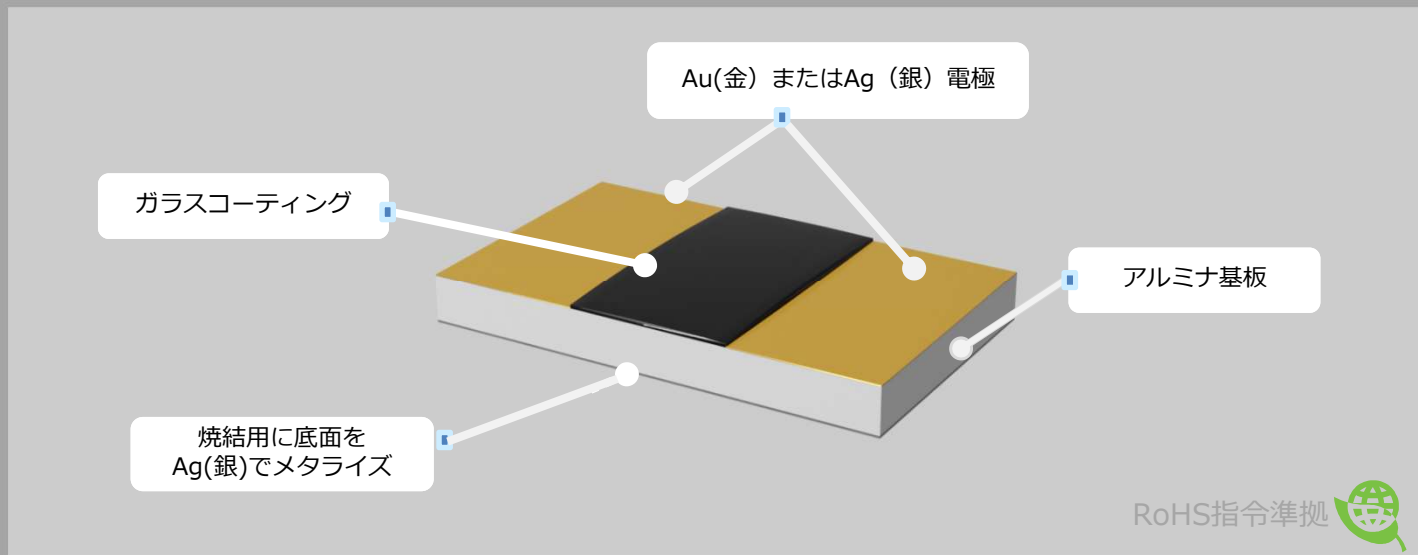 Au(金）またはAg（銀）電極
ガラスコーティング
アルミナ基板
焼結用に底面を
Ag(銀)でメタライズ
RoHS指令準拠